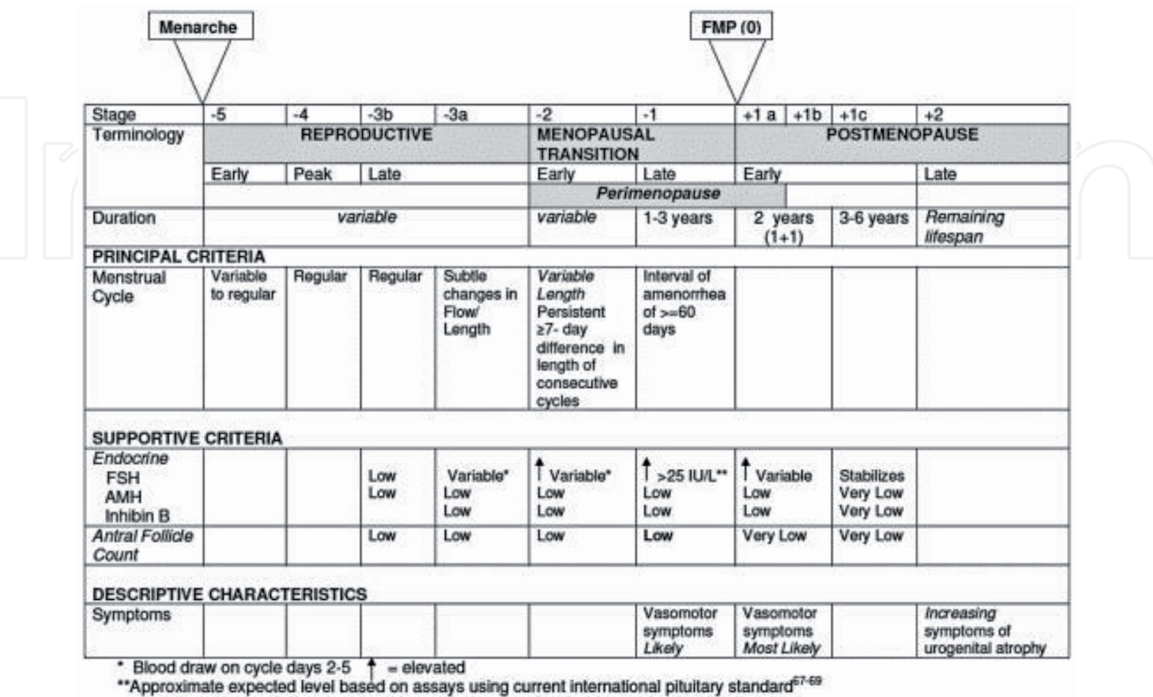 Menarche FMP (0)
Stage -5 -4 -3b -3a -2 -1 +1 a +1b +1c +2
Terminology REPRODUCTIVE MENOPAUSAL POSTMENOPAUSE
TRANSITION
Early Peak Late Early Late Early Late
Perimenopause
Duration variable variable 1-3 years 2 years 3-6 years Remaining
(1+1) lifespan
PRINCIPAL CRITERIA
Menstrual Variable Regular Regular Subtle Variable Interval of
Cycle to regular changes in Length amenorrhea
Flow/ Persistent of >=60
Length ≥7- day days
difference in
length of
consecutive
cycles
SUPPORTIVE CRITERIA
Endocrine
FSH Low Variable* ↑ Variable* ↑ >25 IU/L** ↑ Variable Stabilizes
AMH Low Low Low Low Low Very Low
Inhibin B Low Low Low Low Very Low
Antral Follicle Low Low Low Low Very Low Very Low
Count
DESCRIPTIVE CHARACTERISTICS
Symptoms Vasomotor Vasomotor Increasing
symptoms symptoms symptoms of
Likely Most Likely urogenital atrophy
* Blood draw on cycle days 2-5 ↑ = elevated
**Approximate expected level based on assays using current international pituitary standard67-69